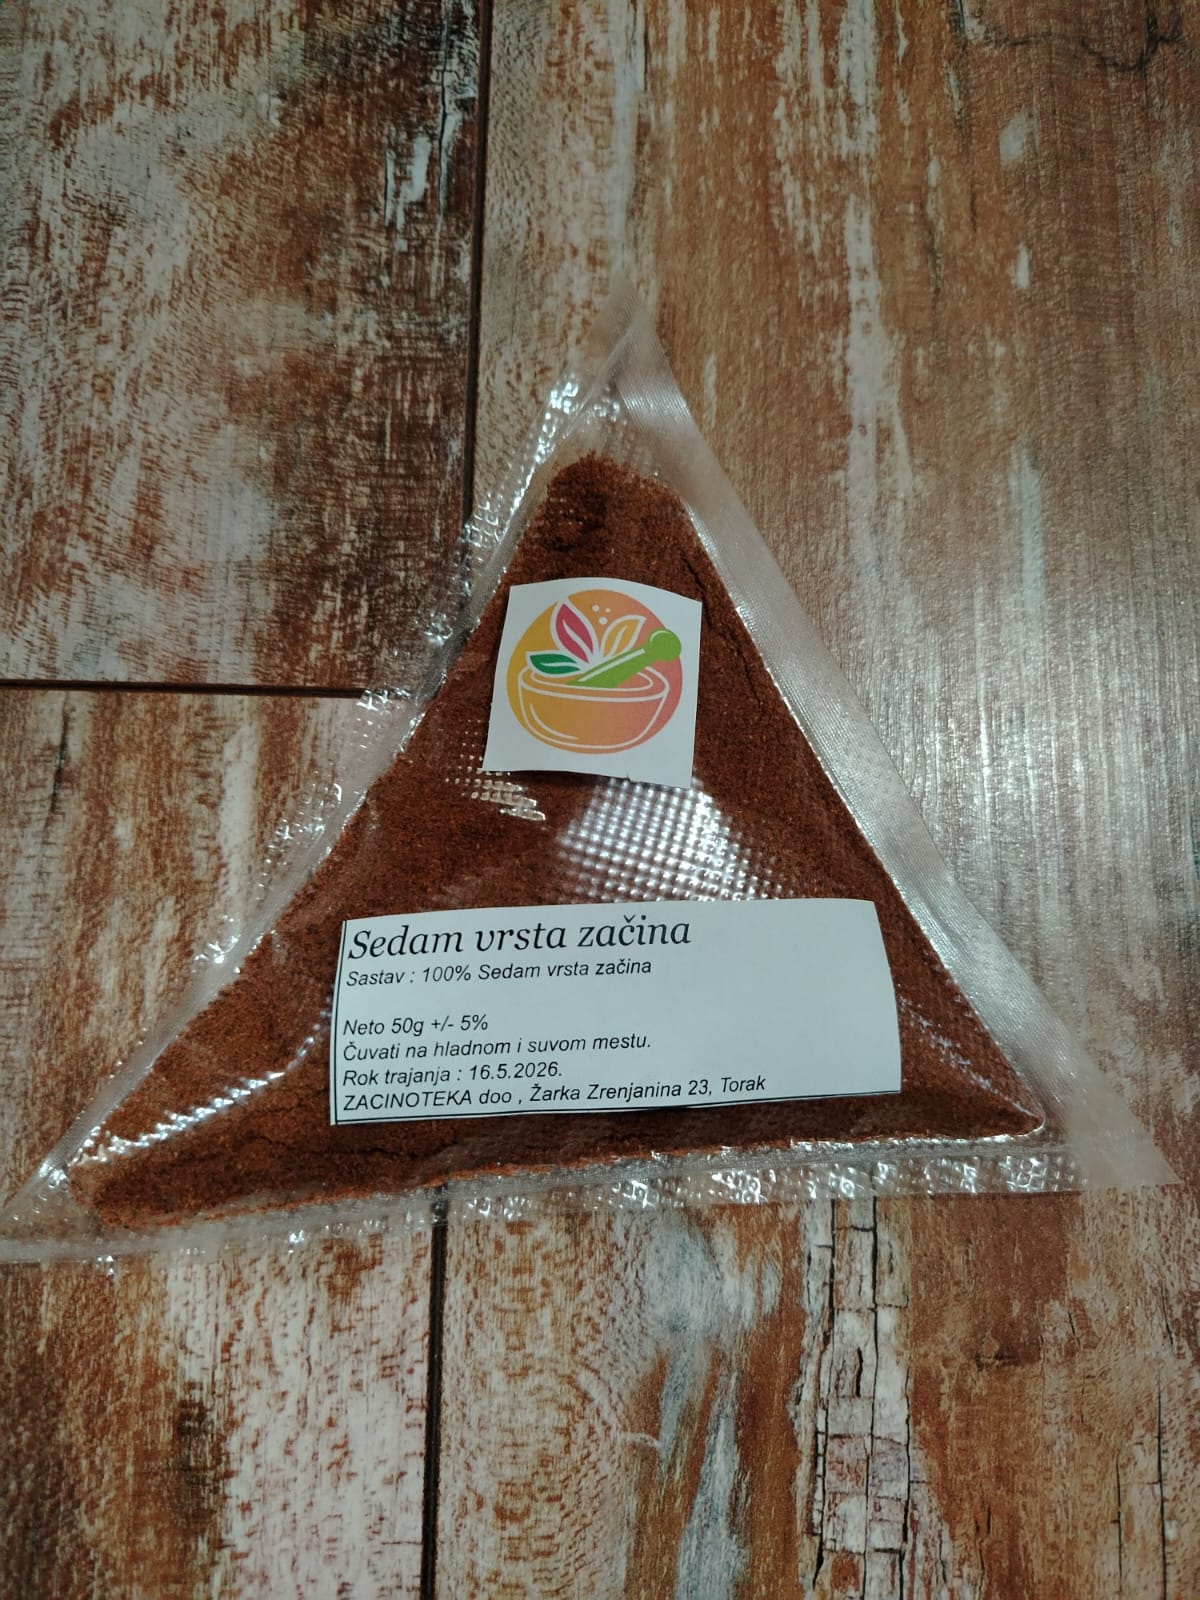 Sedam vrsta začina
Sastav : 100% Sedam vrsta začina
Neto 50g +/- 5%
Čuvati na hladnom i suvom mestu.
Rok trajanja : 16.5.2026.
ZACINOTEKA doo , Žarka Zrenjanina 23, Torak